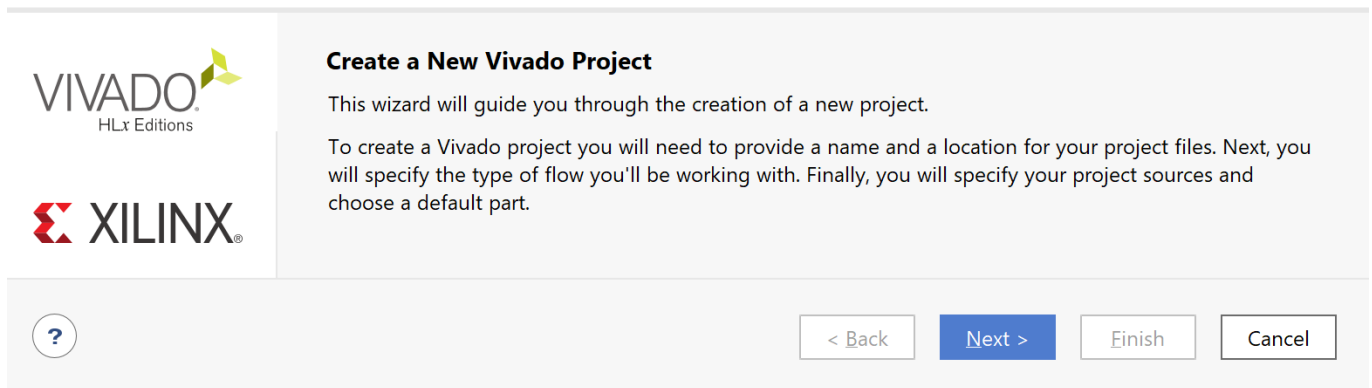 VIVADO.
HLx Editions
XILINX®
Create a New Vivado Project
This wizard will guide you through the creation of a new project.
To create a Vivado project you will need to provide a name and a location for your project files. Next, you
will specify the type of flow you'll be working with. Finally, you will specify your project sources and
choose a default part.
?
< Back
Next >
Finish
Cancel